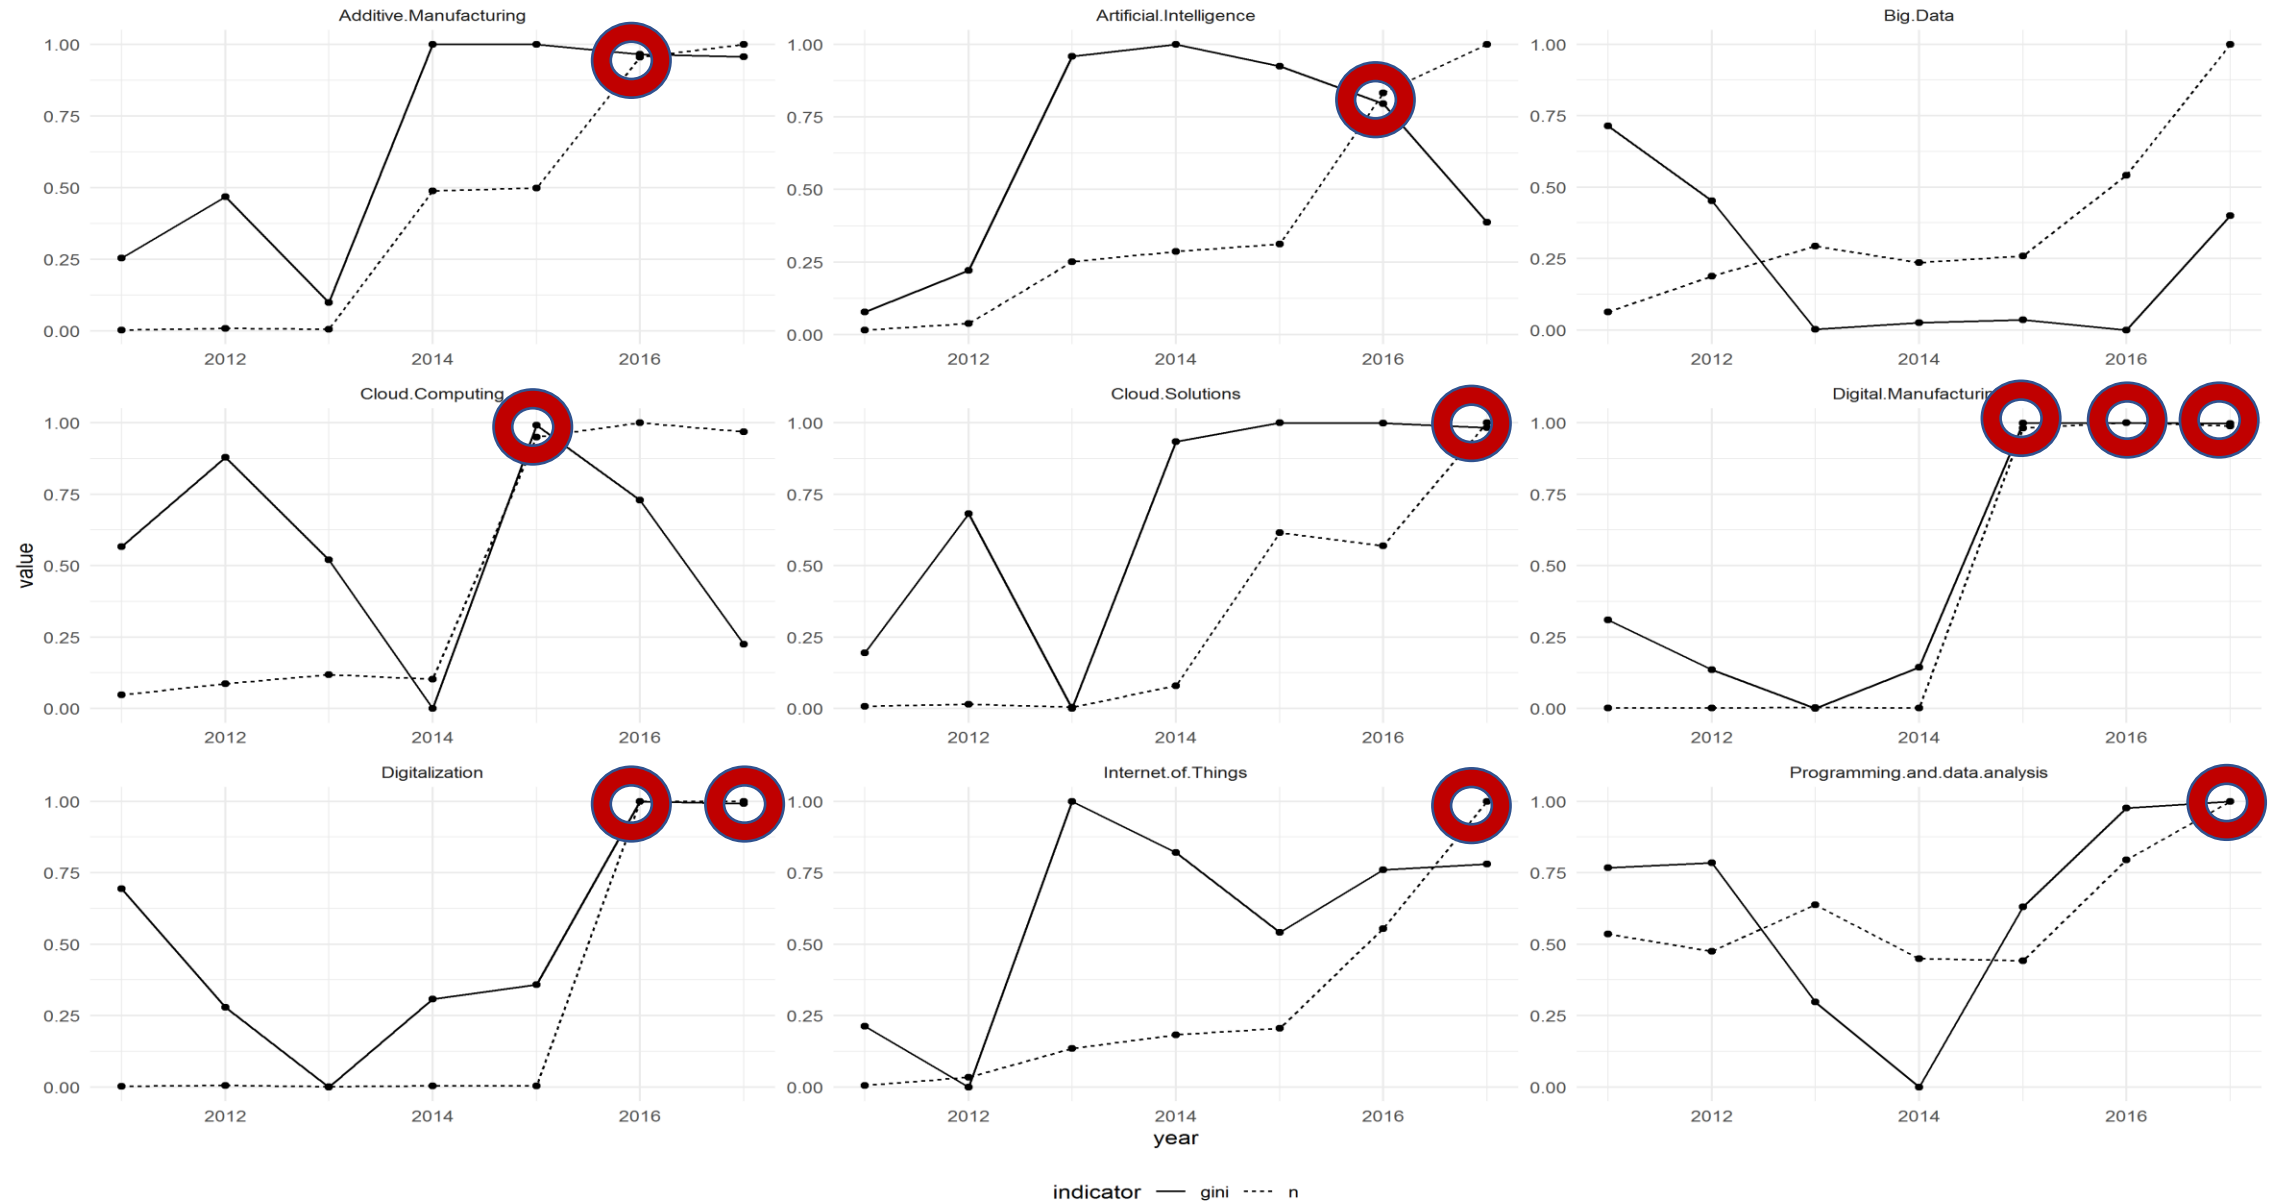 Additive.Manufacturing Artificial.Intelligence Big.Data
1.00 1.00 1.00
0.75 0.75 0.75
0.50 0.50 0.50
0.25 0.25 0.25
0.00 0.00 0.00
2012 2014 2016 2012 2014 2016 2012 2014 2016
Cloud.Computing Cloud.Solutions Digital.Manufacturin
1.00 1.00 1.00
0.75 0.75 0.75
0.50 0.50 0.50
0.25 0.25 0.25
0.00 0.00 0.00
2012 2014 2016 2012 2014 2016 2012 2014 2016
value
Digitalization Internet.of.Things Programming.and.data.analysis
1.00 1.00 1.00
0.75 0.75 0.75
0.50 0.50 0.50
0.25 0.25 0.25
0.00 0.00 0.00
2012 2014 2016 2012 2014 2016 2012 2014 2016
year
indicator gini n